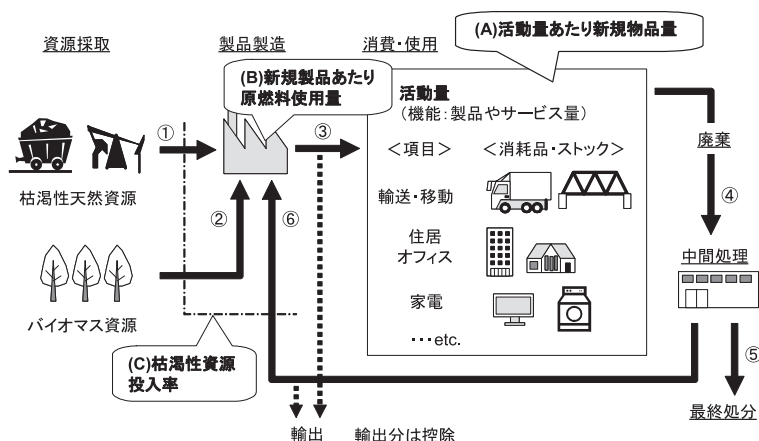 資源採取
製品製造
消費・使用
(A)活動量あたり新規物品量
(B)新規製品あたり
原燃料使用量
活動量
（機能：製品やサービス量）
①
③
＜項目＞
＜消耗品・ストック＞
廃棄
枯渇性天然資源
輸送・移動
④
②
⑥
住居
オフィス
中間処理
バイオマス資源
家電
…etc.
(C)枯渇性資源
投入率
⑤
最終処分
輸出
輸出分は控除